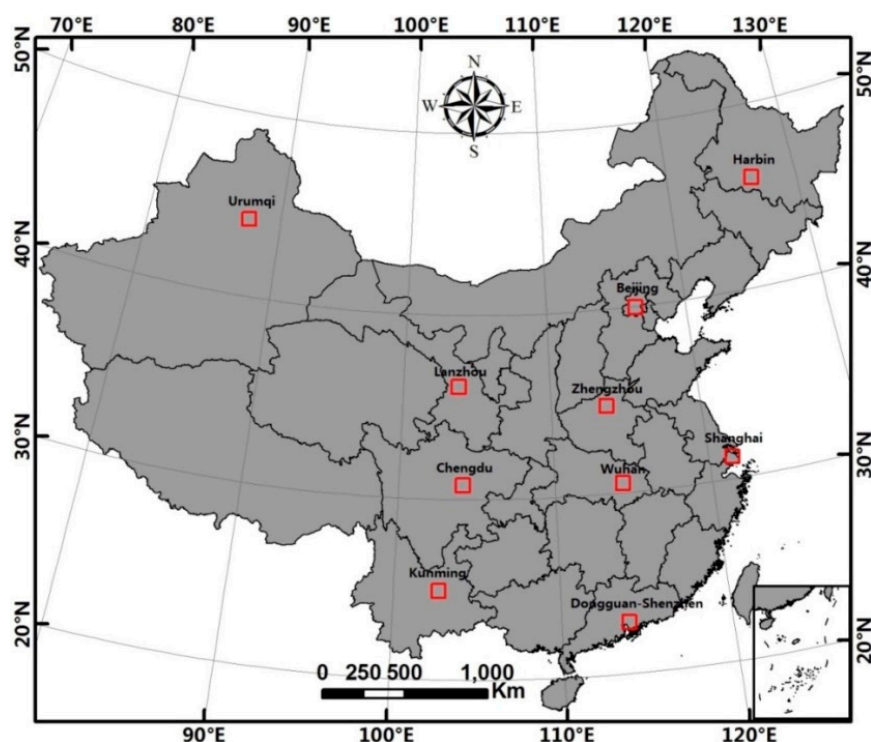 70°E 80°E 90°E 100°E 110°E 120°E 130°E
50°N
50°N
N
W E
S
Harbin
Urumqi
40°N
40°N
Beijing
Lanzhou
Zhengzhou
30°N
30°N
Shanghai
Chengdu
Wuhan
Kunming
Dongguan-Shenzhen
20°N
20°N
0 250 500 1,000
Km
90°E 100°E 110°E 120°E